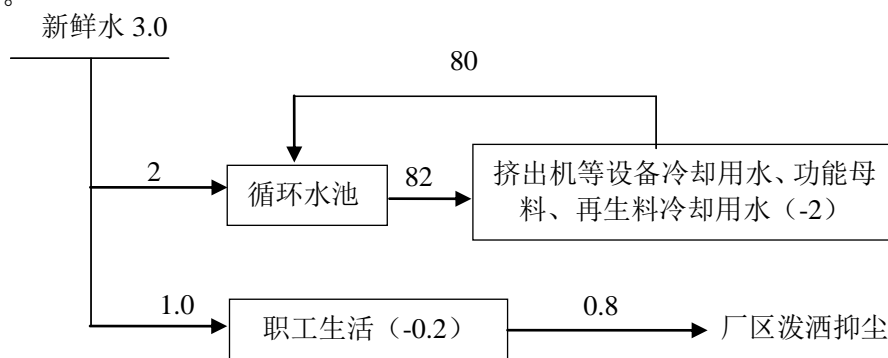 。
新鲜水 3.0
80
2
循环水池
82
挤出机等设备冷却用水、功能母
料、再生料冷却用水（-2）
1.0
职工生活（-0.2）
0.8
厂区泼洒抑尘